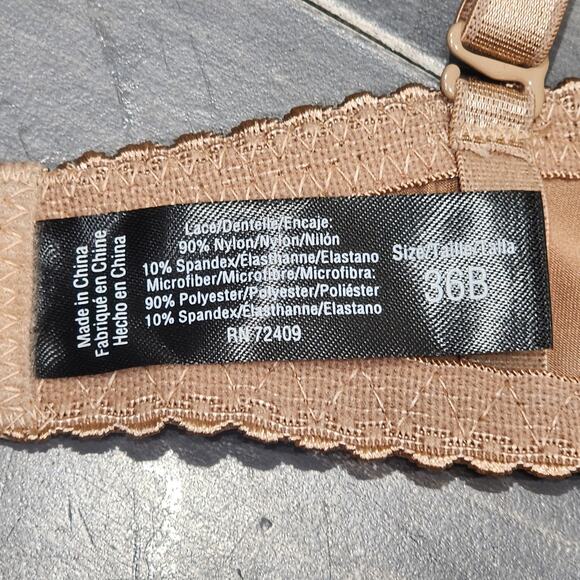 Made in China
Fabriqué en Chine
Hecho en China
Lace/Dentelle/Encaje:
90% Nylon/Nylon/Nilón
10% Spandex/Elasthanne/Elastano
Microfiber/Microfibre/Microfibra:
90% Polyester/Polyester/Poliéster
10% Spandex/Elasthanne/Elastano
RN 72409
Size/Taille/Talla
36B